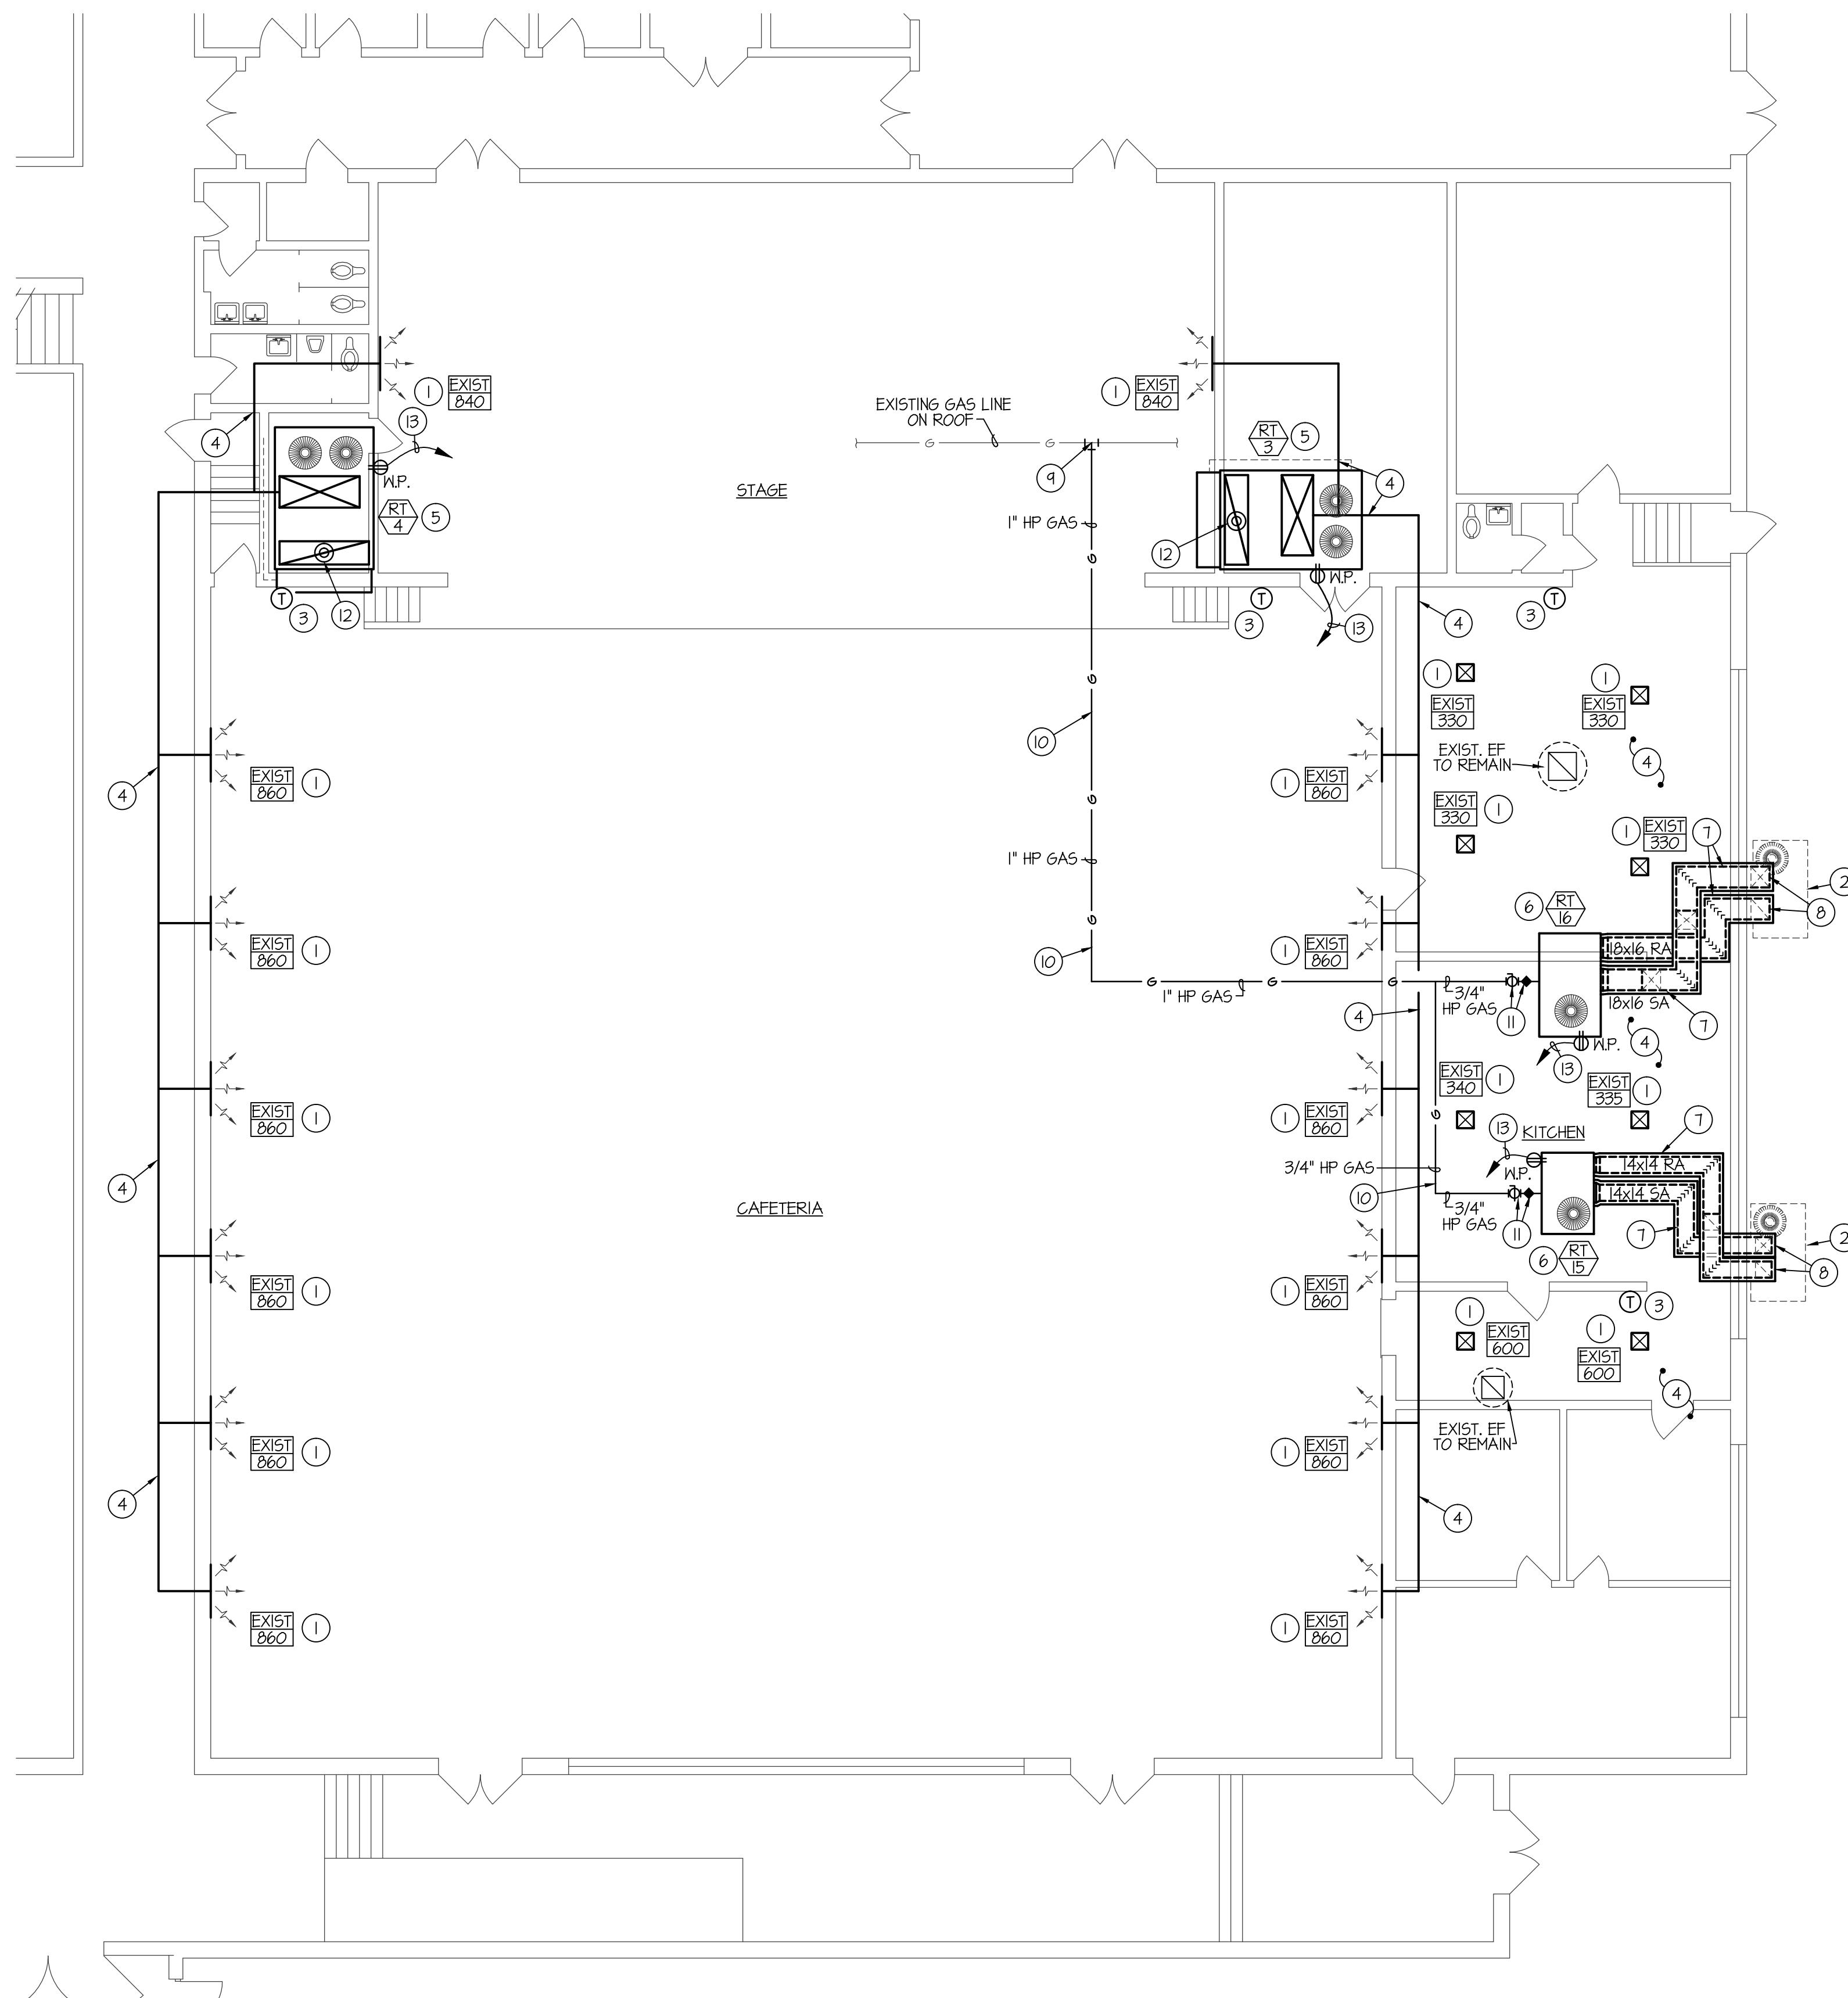 1
EXIST
840
13
4
W.P.
RT
4
5
T
3
12
EXISTING GAS LINE
ON ROOF
G
G
9
STAGE
1" HP GAS
G
1
EXIST
840
RT
3
5
4
12
W.P.
13
T
3
4
T
3
G
10
G
1" HP GAS
G
10
1
EXIST
330
1
EXIST
330
EXIST. EF
TO REMAIN
4
EXIST
330
1
1
EXIST
330
7
2
8
6
RT
16
18x16 RA
18x16 SA
7
EXIST
860
1
4
1
EXIST
860
EXIST
860
1
1
EXIST
860
G
1" HP GAS
G
G
3/4"
HP GAS
11
4
W.P.
13
4
EXIST
340
1
EXIST
335
1
G
EXIST
860
1
1
EXIST
860
13
KITCHEN
W.P.
7
14x14 RA
14x14 SA
3/4" HP GAS
10
3/4"
HP GAS
11
4
CAFETERIA
7
6
RT
15
2
8
EXIST
860
1
1
EXIST
860
T
3
1
EXIST
600
1
EXIST
600
4
EXIST. EF
TO REMAIN
EXIST
860
1
1
EXIST
860
4
4
EXIST
860
1
1
EXIST
860